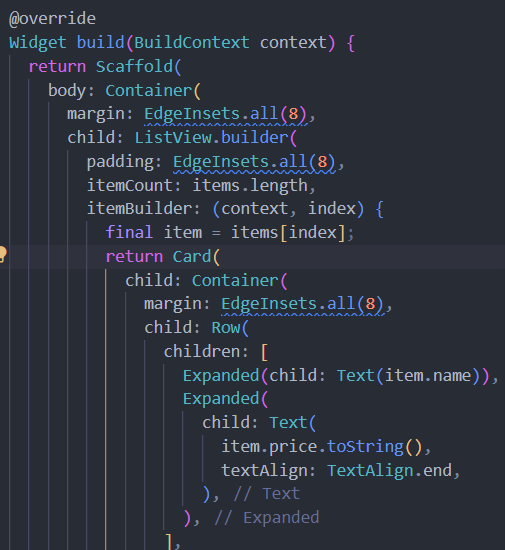 @override
Widget build(BuildContext context) {
return Scaffold(
body: Container(
margin: EdgeInsets.all(8),
child: ListView.builder(
padding: EdgeInsets.all(8),
itemCount: items.length,
itemBuilder: (context, index) {
final item = items[index];
return Card(
child: Container(
margin: EdgeInsets.all(8),
child: Row(
children: [
Expanded(child: Text(item.name)),
Expanded(
child: Text(
item.price.toString(),
textAlign: TextAlign.end,
), // Text
), // Expanded
],